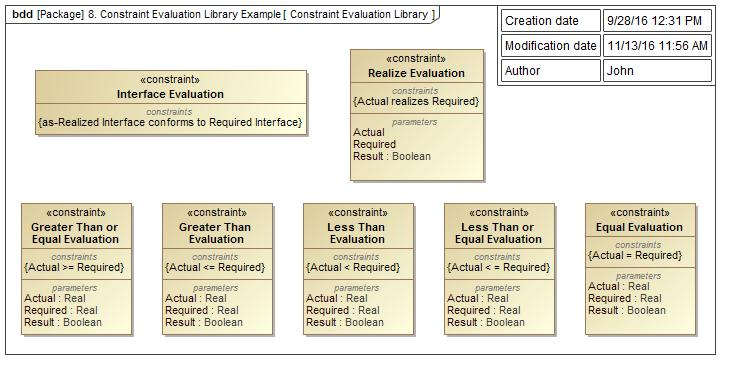 bdd [Package] 8. Constraint Evaluation Library Example [ Constraint Evaluation Library ]
Creation date 9/28/16 12:31 PM
Modification date 11/13/16 11:56 AM
Author John
«constraint»
Interface Evaluation
constraints
{as-Realized Interface conforms to Required Interface}
«constraint»
Realize Evaluation
constraints
{Actual realizes Required}
parameters
Actual
Required
Result : Boolean
«constraint»
Greater Than or
Equal Evaluation
constraints
{Actual >= Required}
parameters
Actual : Real
Required : Real
Result : Boolean
«constraint»
Greater Than
Evaluation
constraints
{Actual <= Required}
parameters
Actual : Real
Required : Real
Result : Boolean
«constraint»
Less Than
Evaluation
constraints
{Actual < Required}
parameters
Actual : Real
Required : Real
Result : Boolean
«constraint»
Less Than or
Equal Evaluation
constraints
{Actual < = Required}
parameters
Actual : Real
Required : Real
Result : Boolean
«constraint»
Equal Evaluation
constraints
{Actual = Required}
parameters
Actual : Real
Required : Real
Result : Boolean